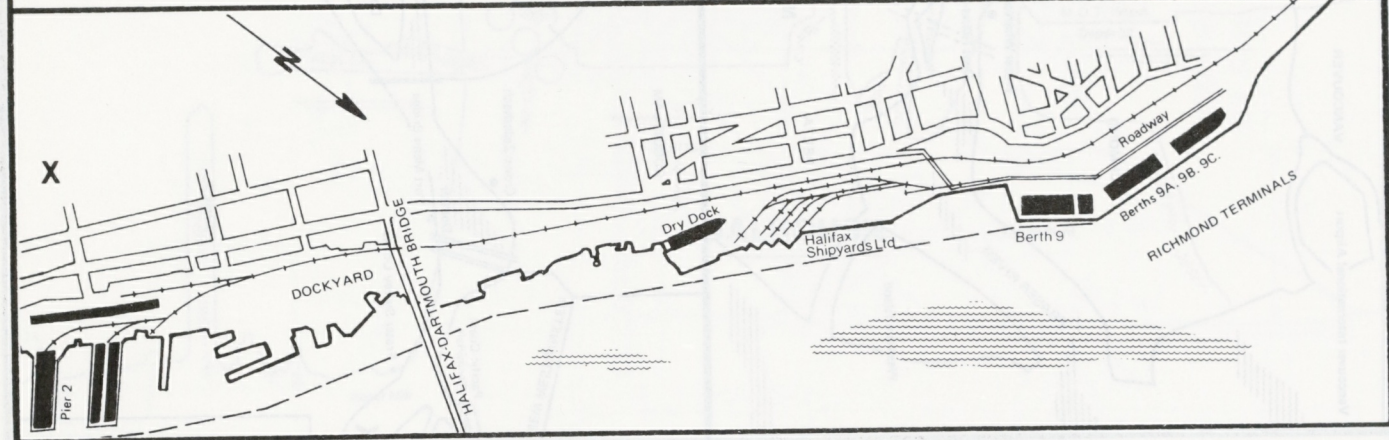 N
X
HALIFAX-DARTMOUTH BRIDGE
DOCKYARD
Pier 2
Dry Dock
Halifax
Shipyards Ltd.
Roadway
Berths 9A. 9B. 9C.
Berth 9
RICHMOND TERMINALS